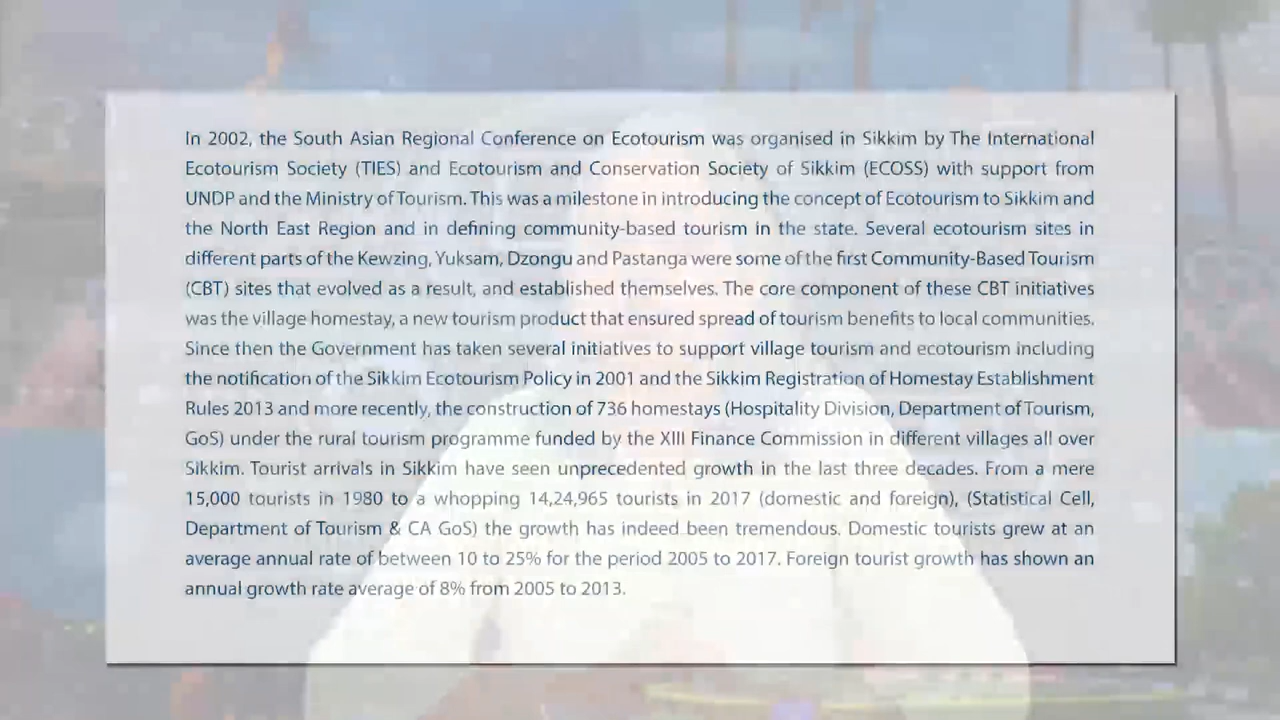 In 2002, the South Asian Regional Conference on Ecotourism was organised in Sikkim by The International
Ecotourism Society (TIES) and Ecotourism and Conservation Society of Sikkim (ECOSS) with support from
UNDP and the Ministry of Tourism. This was a milestone in introducing the concept of Ecotourism to Sikkim and
the North East Region and in defining community-based tourism in the state. Several ecotourism sites in
different parts of the Kewzing, Yuksam, Dzongu and Pastanga were some of the first Community-Based Tourism
(CBT) sites that evolved as a result, and established themselves. The core component of these CBT initiatives
was the village homestay, a new tourism product that ensured spread of tourism benefits to local communities.
Since then the Government has taken several initiatives to support village tourism and ecotourism including
the notification of the Sikkim Ecotourism Policy in 2001 and the Sikkim Registration of Homestay Establishment
Rules 2013 and more recently, the construction of 736 homestays (Hospitality Division, Department of Tourism,
GoS) under the rural tourism programme funded by the XIII Finance Commission in different villages all over
Sikkim. Tourist arrivals in Sikkim have seen unprecedented growth in the last three decades. From a mere
15,000 tourists in 1980 to a whopping 14,24,965 tourists in 2017 (domestic and foreign), (Statistical Cell,
Department of Tourism & CA GoS) the growth has indeed been tremendous. Domestic tourists grew at an
average annual rate of between 10 to 25% for the period 2005 to 2017. Foreign tourist growth has shown an
annual growth rate average of 8% from 2005 to 2013.